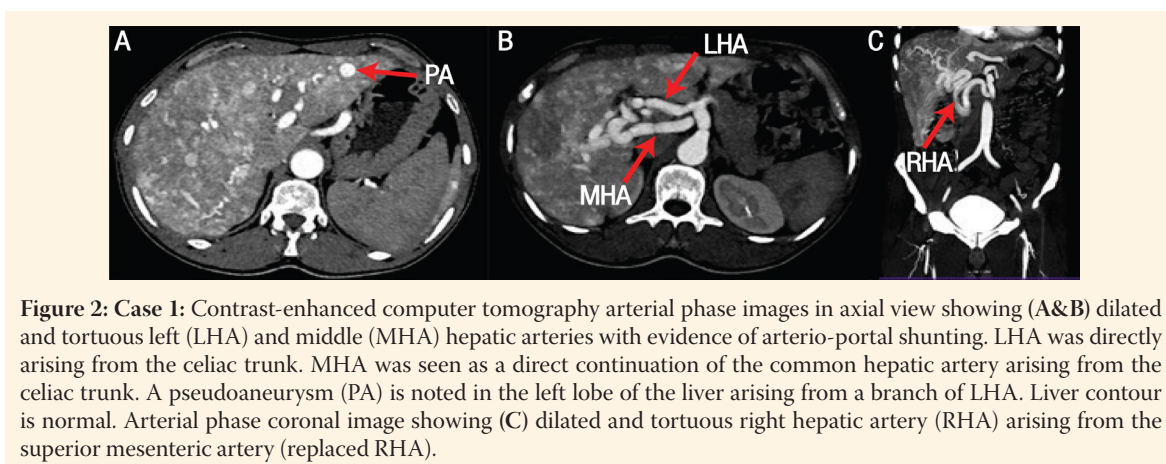 A
PA
B
LHA
MHA
C
RHA
Figure 2: Case 1: Contrast-enhanced computer tomography arterial phase images in axial view showing (A&B) dilated
and tortuous left (LHA) and middle (MHA) hepatic arteries with evidence of arterio-portal shunting. LHA was directly
arising from the celiac trunk. MHA was seen as a direct continuation of the common hepatic artery arising from the
celiac trunk. A pseudoaneurysm (PA) is noted in the left lobe of the liver arising from a branch of LHA. Liver contour
is normal. Arterial phase coronal image showing (C) dilated and tortuous right hepatic artery (RHA) arising from the
superior mesenteric artery (replaced RHA).